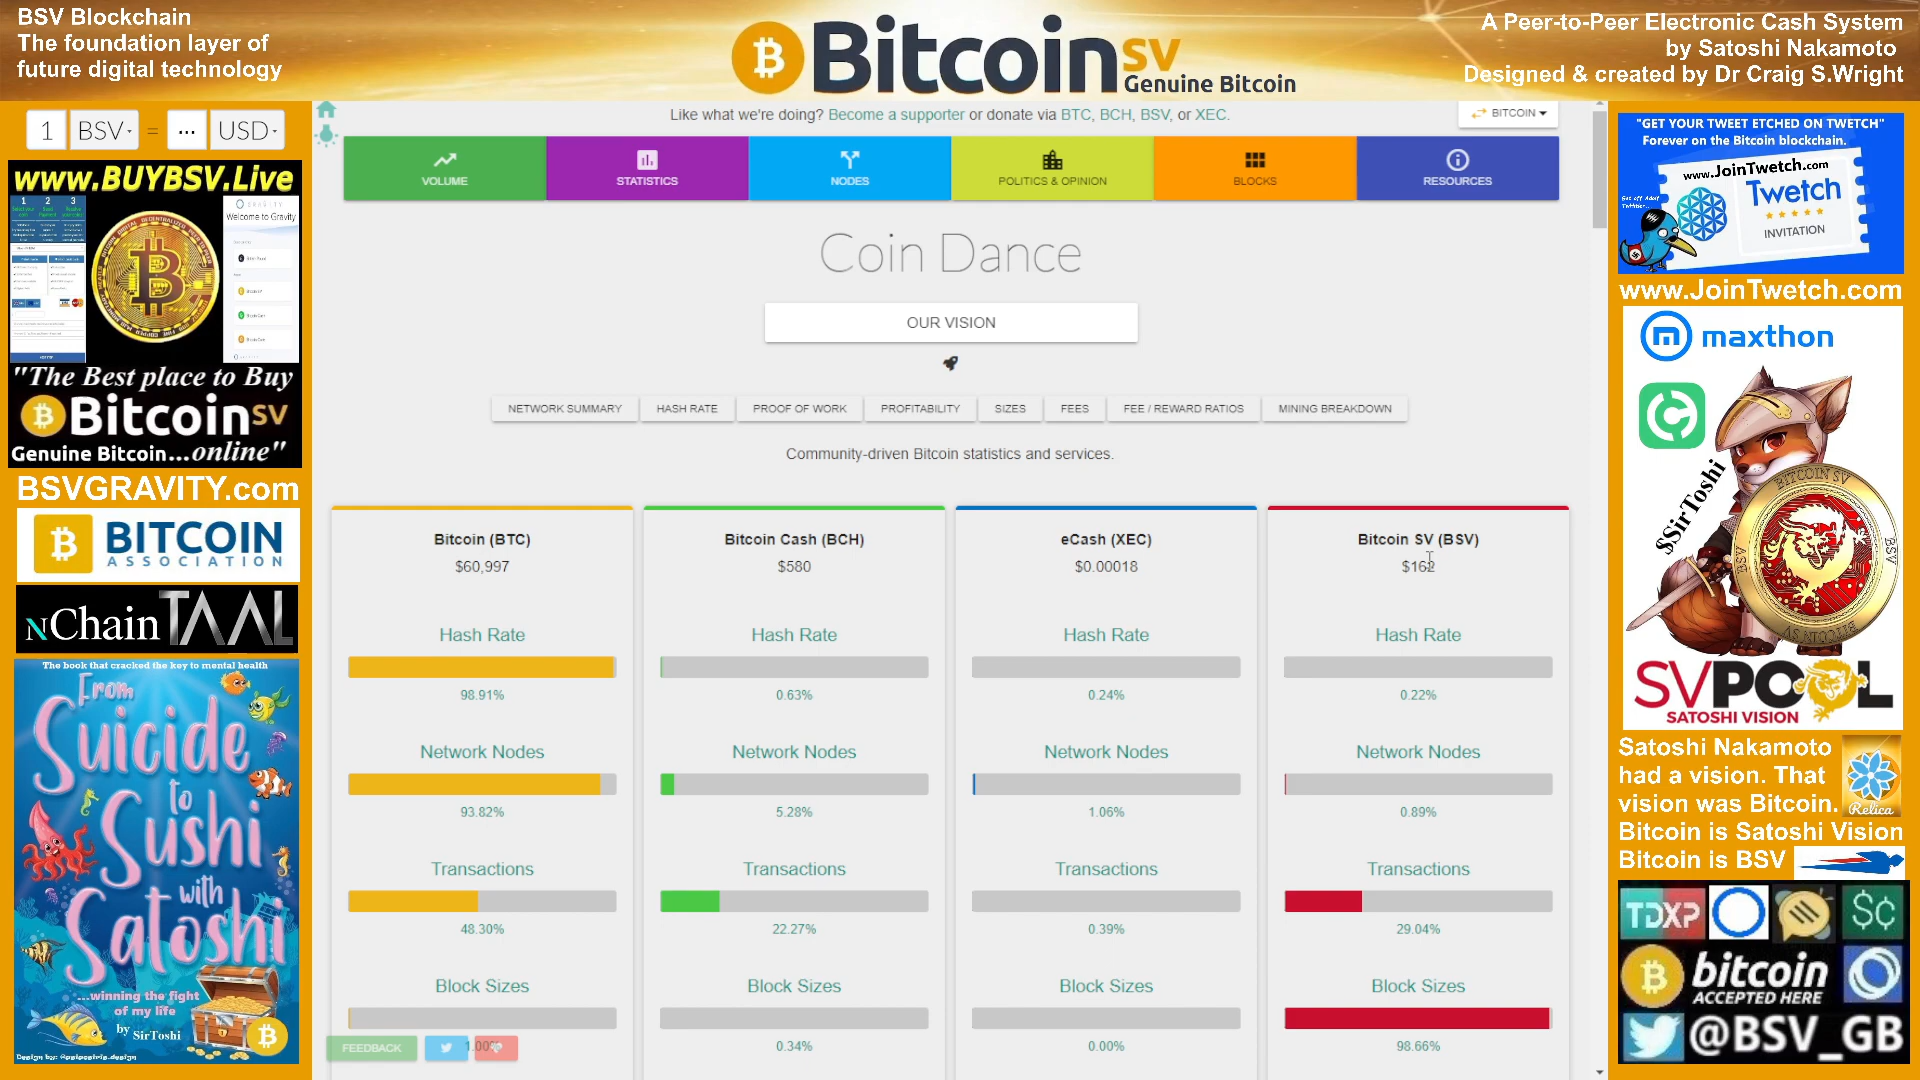 BSV Blockchain
The foundation layer of
future digital technology
Bitcoin SV
Genuine Bitcoin
A Peer-to-Peer Electronic Cash System
by Satoshi Nakamoto
Designed & created by Dr Craig S.Wright
1 BSV = ... USD
www.BUYBSV.Live
Welcome to Gravity
"The Best place to Buy
Bitcoin SV
Genuine Bitcoin...online"
BSVGRAVITY.com
BITCOIN
ASSOCIATION
nChain TAAL
The book that cracked the key to mental health
From
Suicide
to
Sushi
with
Satoshi
...winning the fight
of my life
by SirToshi
Like what we're doing? Become a supporter or donate via BTC, BCH, BSV, or XEC.
BITCOIN
VOLUME
STATISTICS
NODES
POLITICS & OPINION
BLOCKS
RESOURCES
Coin Dance
OUR VISION
NETWORK SUMMARY
HASH RATE
PROOF OF WORK
PROFITABILITY
SIZES
FEES
FEE / REWARD RATIOS
MINING BREAKDOWN
Community-driven Bitcoin statistics and services.
Bitcoin (BTC)
$60,997
Hash Rate
98.91%
Network Nodes
93.82%
Transactions
48.30%
Block Sizes
1.00%
Bitcoin Cash (BCH)
$580
Hash Rate
0.63%
Network Nodes
5.28%
Transactions
22.27%
Block Sizes
0.34%
eCash (XEC)
$0.00018
Hash Rate
0.24%
Network Nodes
1.06%
Transactions
0.39%
Block Sizes
0.00%
Bitcoin SV (BSV)
$162
Hash Rate
0.22%
Network Nodes
0.89%
Transactions
29.04%
Block Sizes
98.66%
FEEDBACK
"GET YOUR TWEET ETCHED ON TWETCH"
Forever on the Bitcoin blockchain.
www.JoinTwetch.com
Twetch
INVITATION
www.JoinTwetch.com
maxthon
$SirToshi
BITCOIN SV
BSV
SVPOOL
SATOSHI VISION
Satoshi Nakamoto
had a vision. That
vision was Bitcoin.
Relica
Bitcoin is Satoshi Vision
Bitcoin is BSV
TDXP
$C
bitcoin
ACCEPTED HERE
@BSV_GB